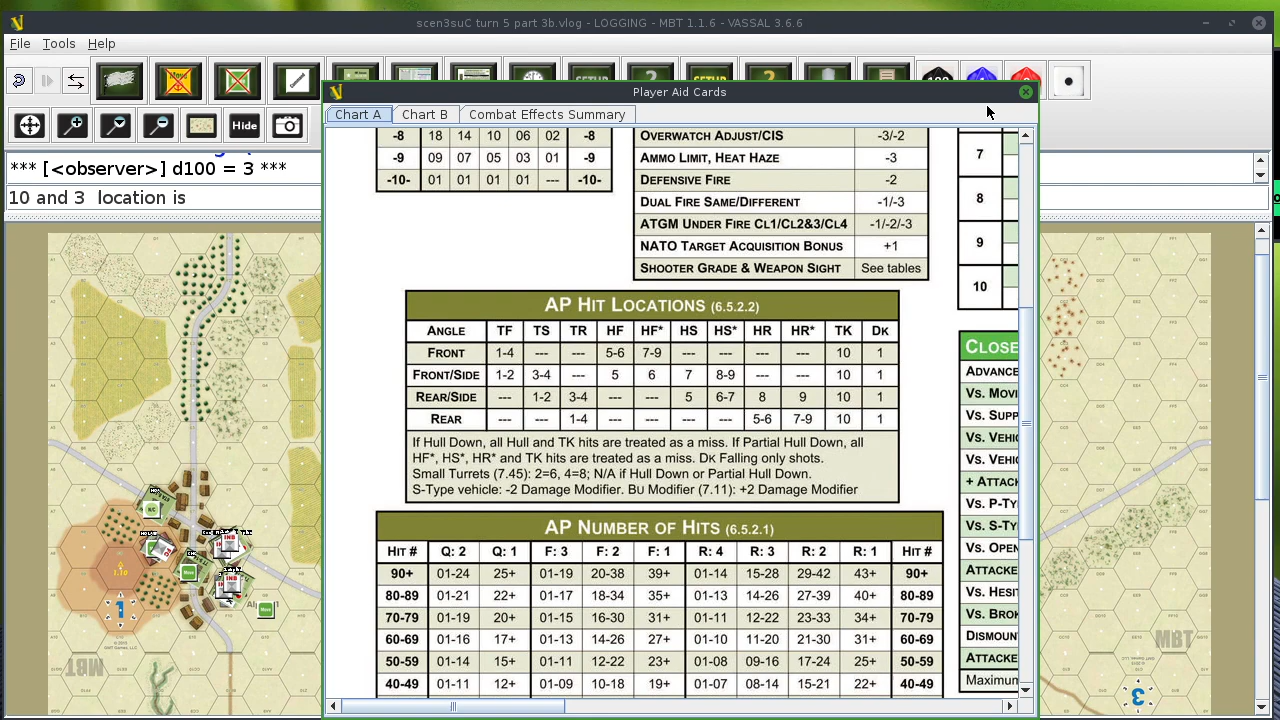 scen3suC turn 5 part 3b.vlog - LOGGING - MBT 1.1.6 - VASSAL 3.6.6
File Tools Help
Hide
*** [<observer>] d100 = 3 ***
10 and 3 location is
Player Aid Cards
Chart A Chart B Combat Effects Summary
-8 18 14 10 06 02 -8
-9 09 07 05 03 01 -9
-10- 01 01 01 01 --- -10-
OVERWATCH ADJUST/CIS -3/-2
AMMO LIMIT, HEAT HAZE -3
DEFENSIVE FIRE -2
DUAL FIRE SAME/DIFFERENT -1/-3
ATGM UNDER FIRE CL1/CL2&3/CL4 -1/-2/-3
NATO TARGET ACQUISITION BONUS +1
SHOOTER GRADE & WEAPON SIGHT See tables
7
8
9
10
AP HIT LOCATIONS (6.5.2.2)
ANGLE TF TS TR HF HF* HS HS* HR HR* TK DK
FRONT 1-4 --- --- 5-6 7-9 --- --- --- --- 10 1
FRONT/SIDE 1-2 3-4 --- 5 6 7 8-9 --- --- 10 1
REAR/SIDE --- 1-2 3-4 --- --- 5 6-7 8 9 10 1
REAR --- --- 1-4 --- --- --- --- 5-6 7-9 10 1
If Hull Down, all Hull and TK hits are treated as a miss. If Partial Hull Down, all
HF*, HS*, HR* and TK hits are treated as a miss. DK Falling only shots.
Small Turrets (7.45): 2=6, 4=8; N/A if Hull Down or Partial Hull Down.
S-Type vehicle: -2 Damage Modifier. BU Modifier (7.11): +2 Damage Modifier
AP NUMBER OF HITS (6.5.2.1)
HIT # Q: 2 Q: 1 F: 3 F: 2 F: 1 R: 4 R: 3 R: 2 R: 1 HIT #
90+ 01-24 25+ 01-19 20-38 39+ 01-14 15-28 29-42 43+ 90+
80-89 01-21 22+ 01-17 18-34 35+ 01-13 14-26 27-39 40+ 80-89
70-79 01-19 20+ 01-15 16-30 31+ 01-11 12-22 23-33 34+ 70-79
60-69 01-16 17+ 01-13 14-26 27+ 01-10 11-20 21-30 31+ 60-69
50-59 01-14 15+ 01-11 12-22 23+ 01-08 09-16 17-24 25+ 50-59
40-49 01-11 12+ 01-09 10-18 19+ 01-07 08-14 15-21 22+ 40-49
CLOSE
ADVANCE
VS. MOVI
VS. SUPP
VS. VEHIC
VS. VEHIC
+ ATTACK
VS. P-TY
VS. S-TY
VS. OPEN
ATTACKE
VS. HESIT
VS. BROK
DISMOUN
ATTACKE
Maximum
MBT
MBT
1
3